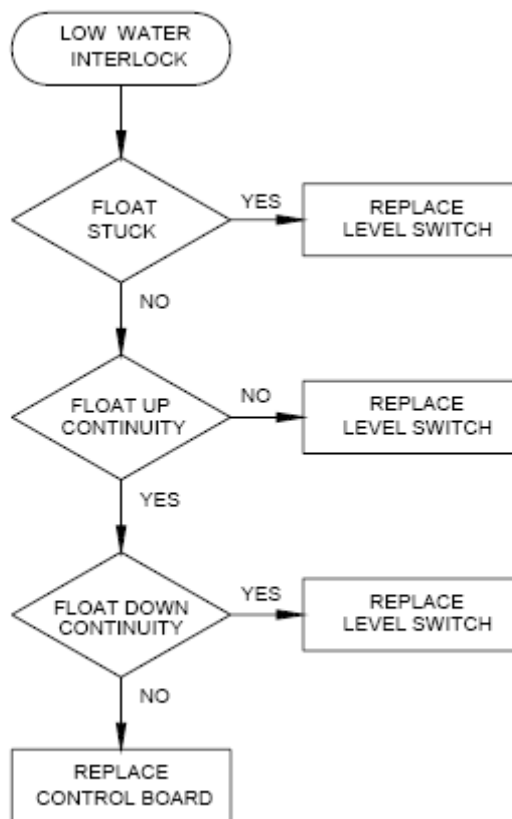 LOW WATER
INTERLOCK
FLOAT
STUCK
YES
REPLACE
LEVEL SWITCH
NO
FLOAT UP
CONTINUITY
NO
REPLACE
LEVEL SWITCH
YES
FLOAT DOWN
CONTINUITY
YES
REPLACE
LEVEL SWITCH
NO
REPLACE
CONTROL BOARD